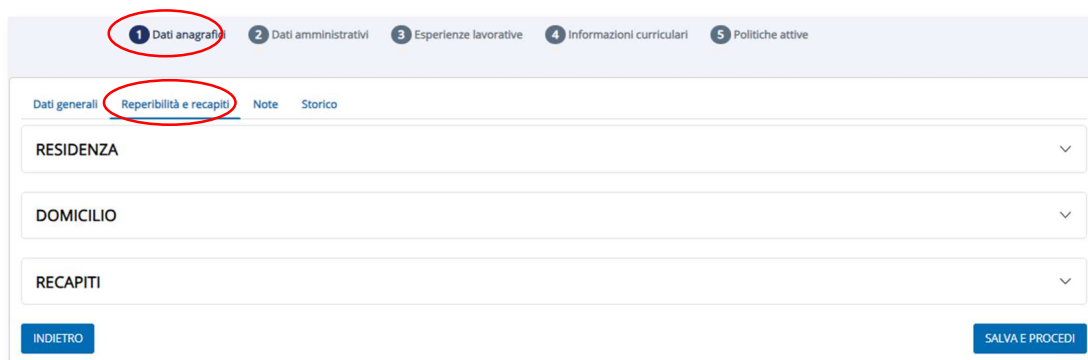 1 Dati anagrafici 2 Dati amministrativi 3 Esperienze lavorative 4 Informazioni curriculari 5 Politiche attive
Dati generali Reperibilità e recapiti Note Storico
RESIDENZA
DOMICILIO
RECAPITI
INDIETRO SALVA E PROCEDI